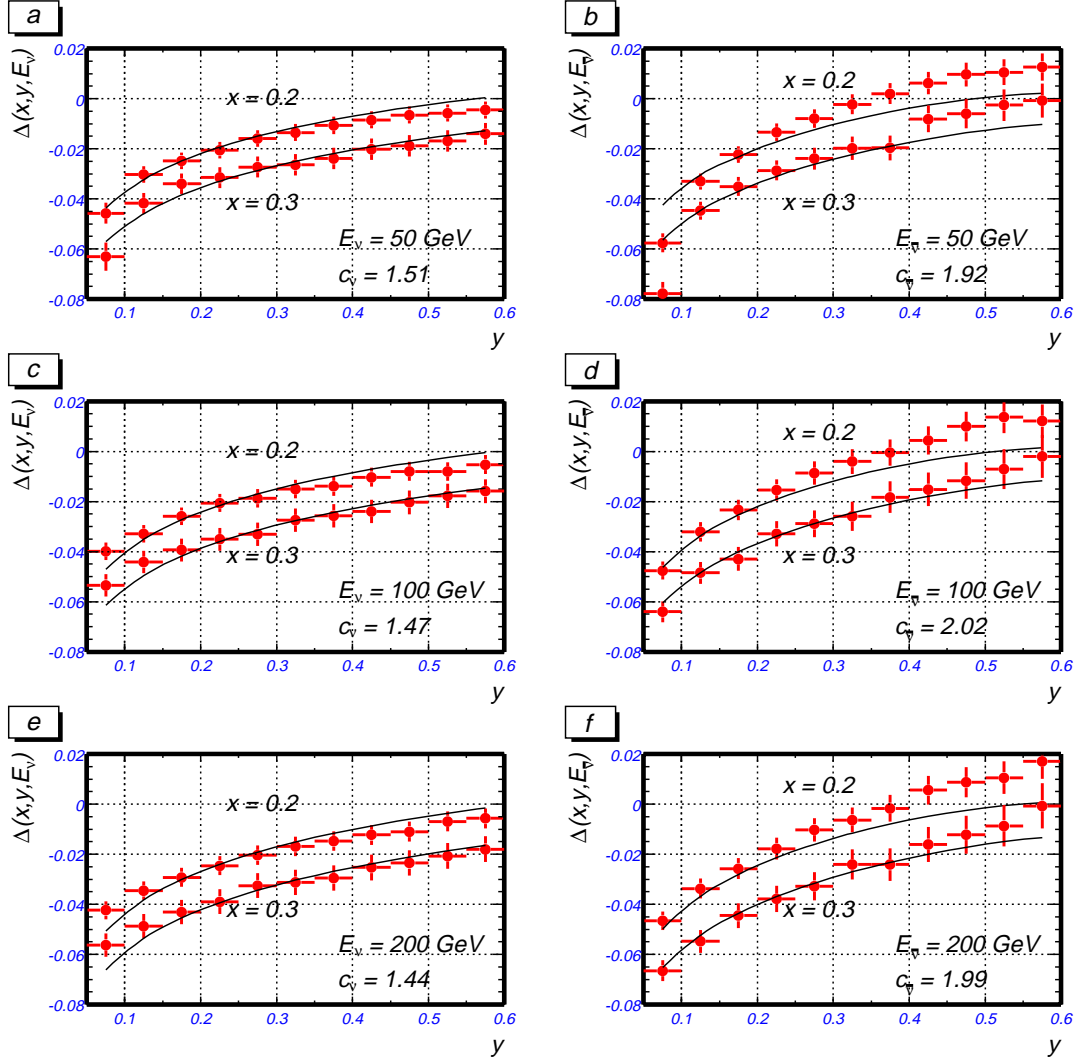 a
Δ(x,y,E_ν)
0.02
0
-0.02
-0.04
-0.06
-0.08
x = 0.2
x = 0.3
E_ν = 50 GeV
c_ν = 1.51
0.1 0.2 0.3 0.4 0.5 0.6
y
b
Δ(x,y,E_ν̅)
0.02
0
-0.02
-0.04
-0.06
-0.08
x = 0.2
x = 0.3
E_ν̅ = 50 GeV
c_ν̅ = 1.92
0.1 0.2 0.3 0.4 0.5 0.6
y
c
Δ(x,y,E_ν)
0.02
0
-0.02
-0.04
-0.06
-0.08
x = 0.2
x = 0.3
E_ν = 100 GeV
c_ν = 1.47
0.1 0.2 0.3 0.4 0.5 0.6
y
d
Δ(x,y,E_ν̅)
0.02
0
-0.02
-0.04
-0.06
-0.08
x = 0.2
x = 0.3
E_ν̅ = 100 GeV
c_ν̅ = 2.02
0.1 0.2 0.3 0.4 0.5 0.6
y
e
Δ(x,y,E_ν)
0.02
0
-0.02
-0.04
-0.06
-0.08
x = 0.2
x = 0.3
E_ν = 200 GeV
c_ν = 1.44
0.1 0.2 0.3 0.4 0.5 0.6
y
f
Δ(x,y,E_ν̅)
0.02
0
-0.02
-0.04
-0.06
-0.08
x = 0.2
x = 0.3
E_ν̅ = 200 GeV
c_ν̅ = 1.99
0.1 0.2 0.3 0.4 0.5 0.6
y